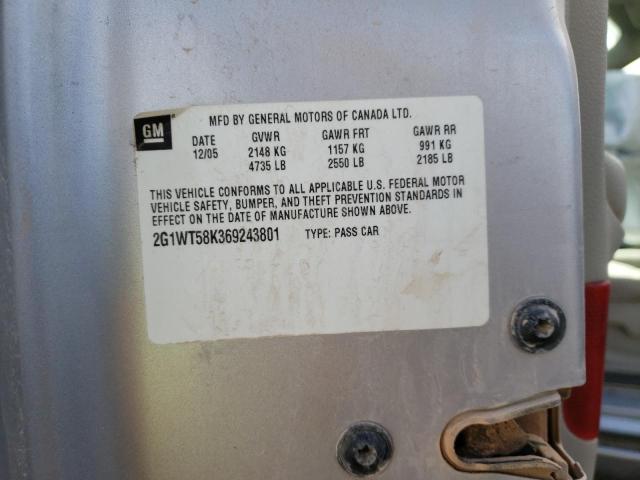 MFD BY GENERAL MOTORS OF CANADA LTD.
GM
DATE GVWR GAWR FRT GAWR RR
12/05 2148 KG 1157 KG 991 KG
4735 LB 2550 LB 2185 LB
THIS VEHICLE CONFORMS TO ALL APPLICABLE U.S. FEDERAL MOTOR
VEHICLE SAFETY, BUMPER, AND THEFT PREVENTION STANDARDS IN
EFFECT ON THE DATE OF MANUFACTURE SHOWN ABOVE.
2G1WT58K369243801 TYPE: PASS CAR